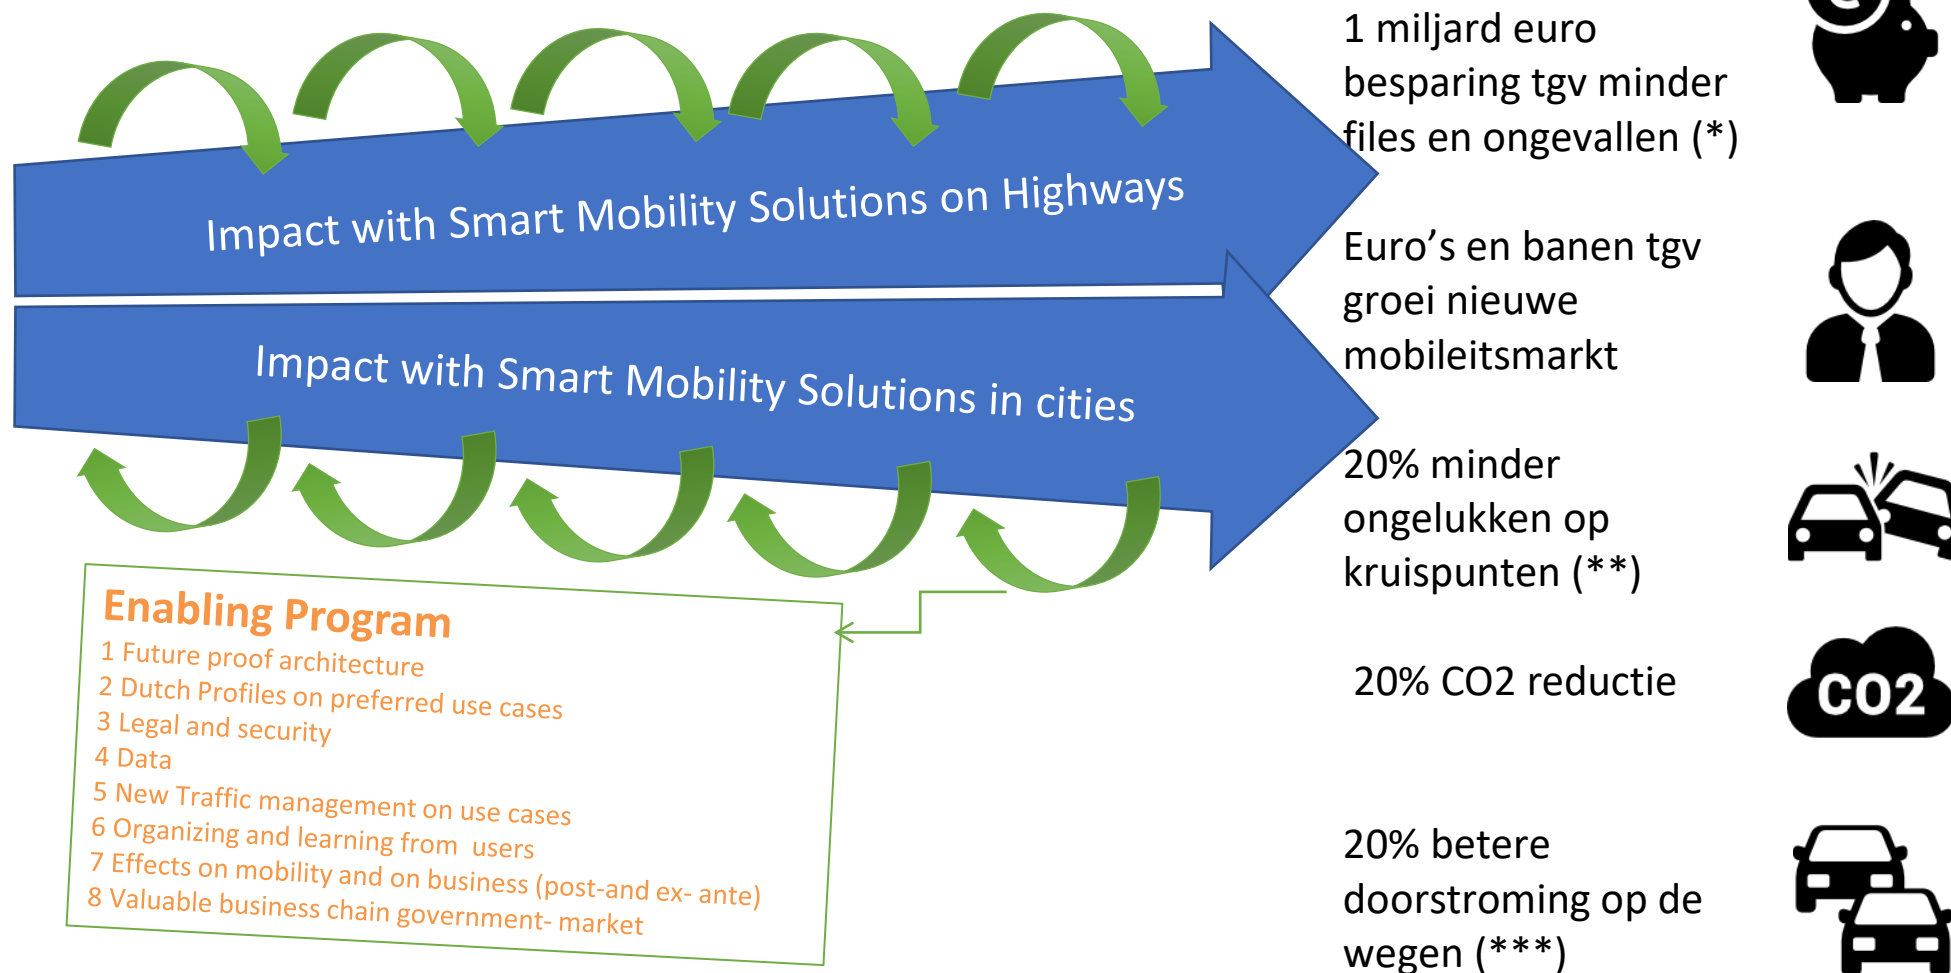 Impact with Smart Mobility Solutions on Highways
Impact with Smart Mobility Solutions in cities
Enabling Program
1 Future proof architecture
2 Dutch Profiles on preferred use cases
3 Legal and security
4 Data
5 New Traffic management on use cases
6 Organizing and learning from  users
7 Effects on mobility and on business (post-and ex- ante)
8 Valuable business chain government- market
1 miljard euro
besparing tgv minder
files en ongevallen (*)
Euro’s en banen tgv
groei nieuwe
mobileitsmarkt
20% minder
ongelukken op
kruispunten (**)
20% CO2 reductie
CO2
20% betere
doorstroming op de
wegen (***)